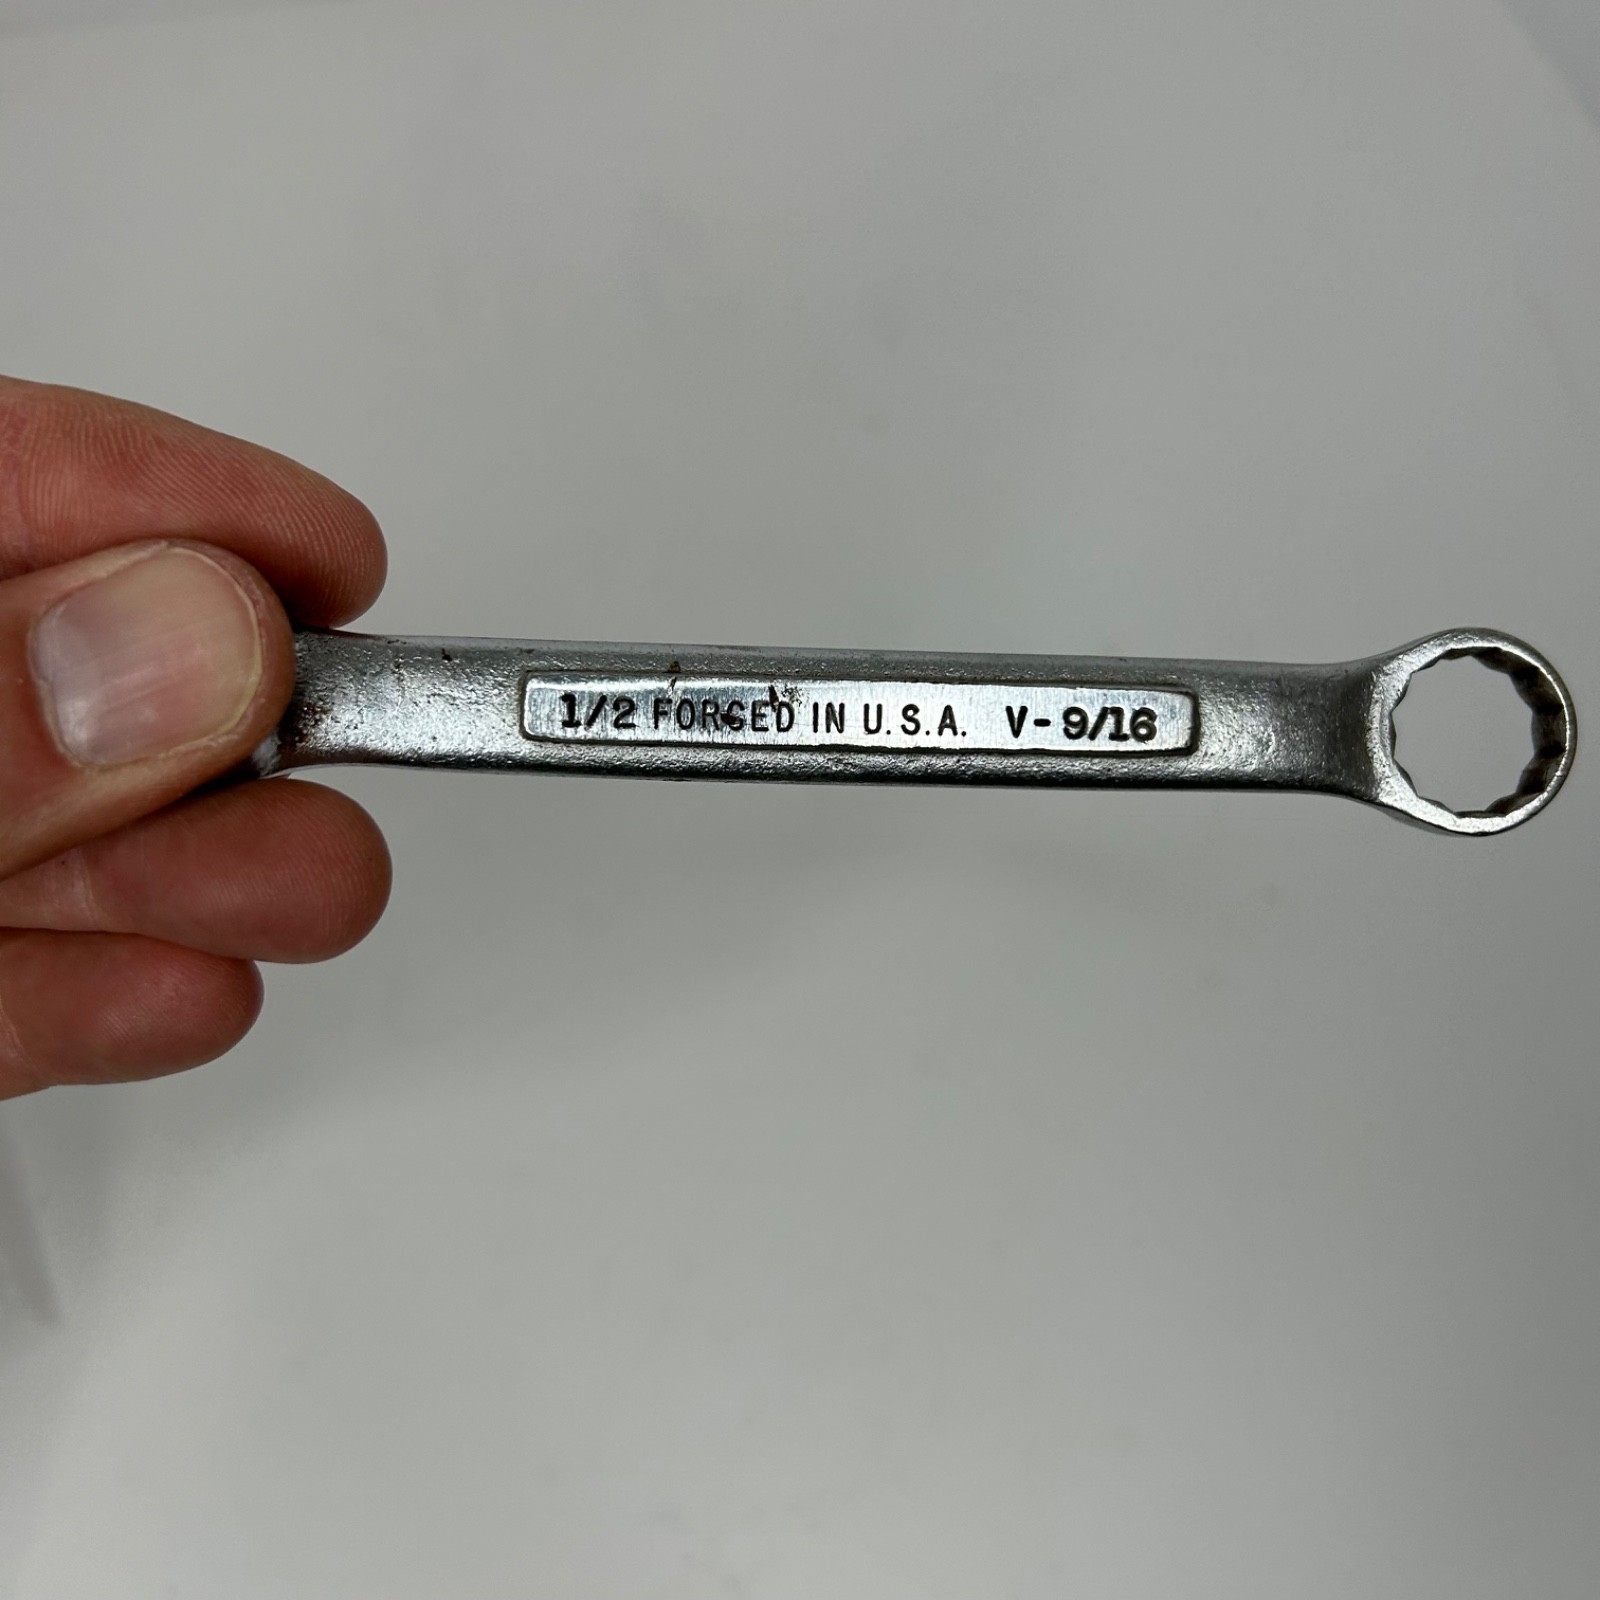 1/2 FORGED IN U.S.A. V-9/16